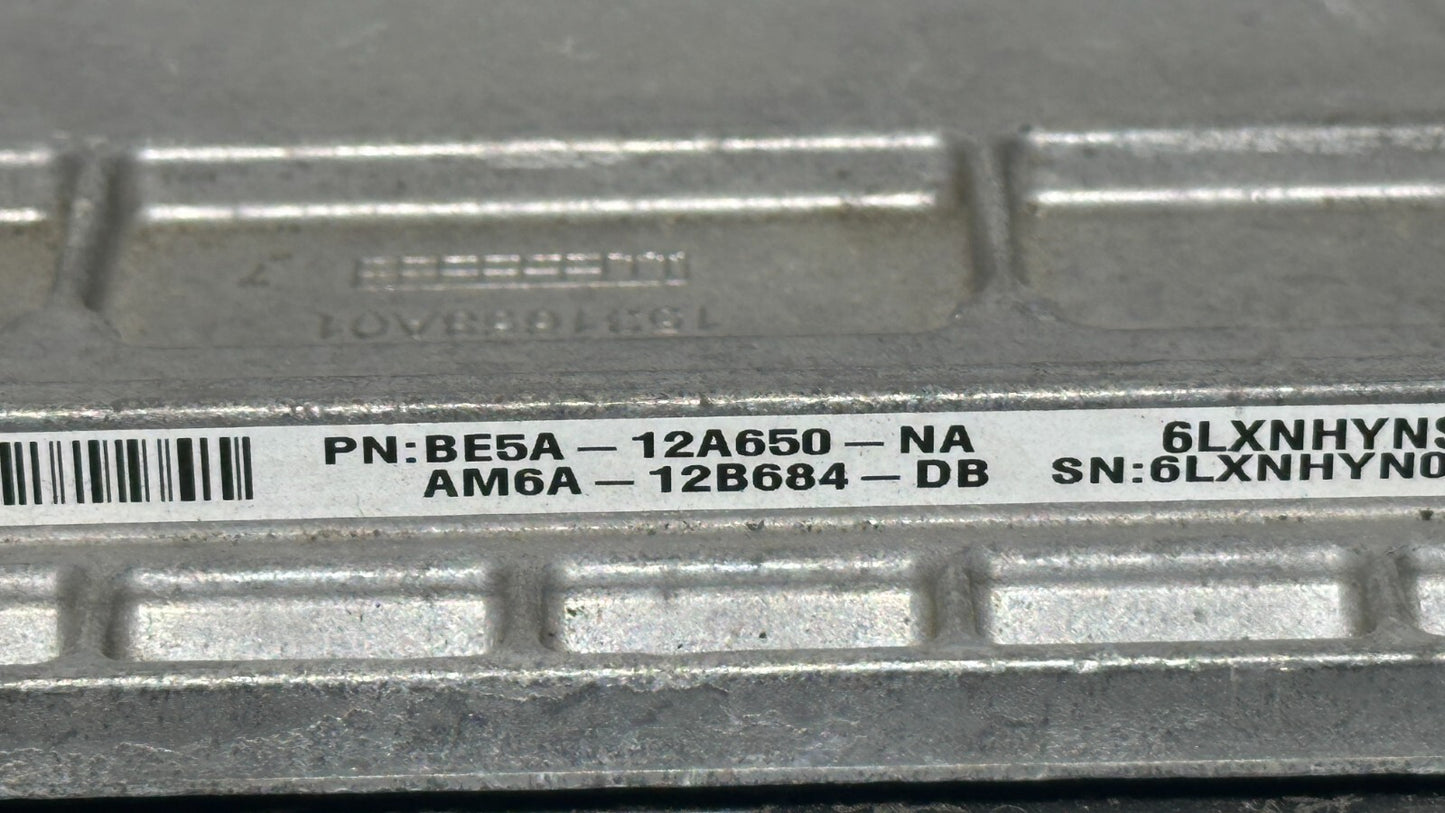 PN:BE5A-12A650-NA
AM6A-12B684-DB
6LXNHYNS
SN:6LXNHYN0